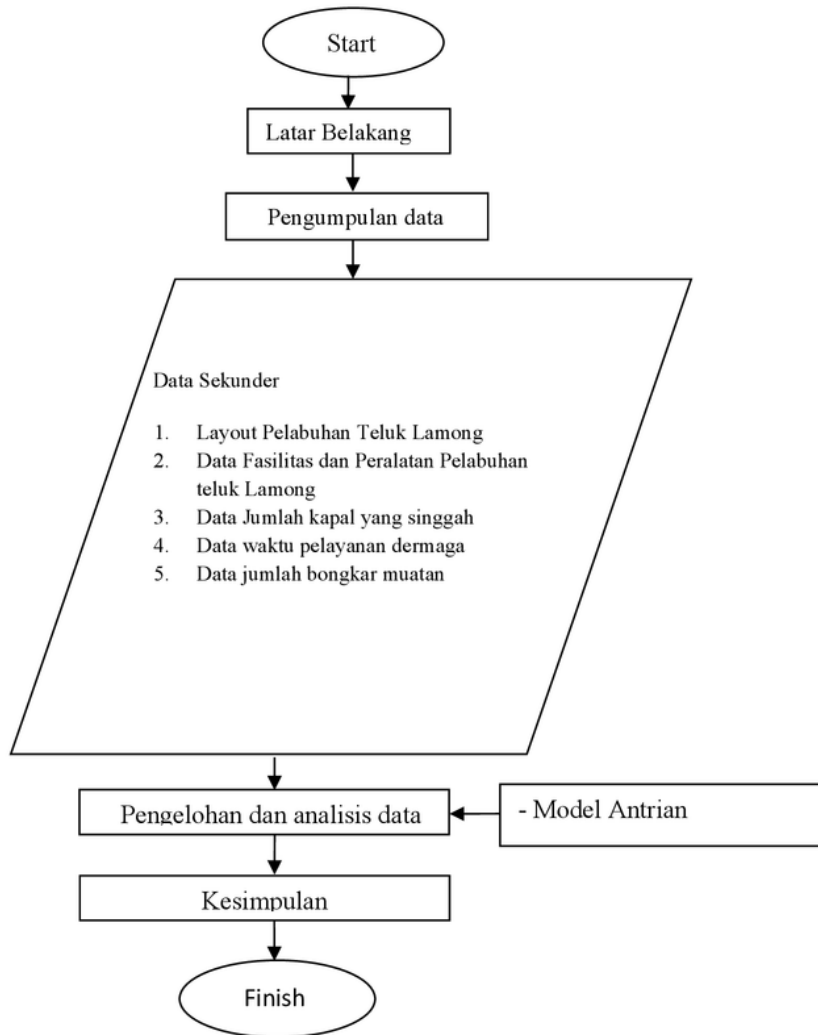 Start
Latar Belakang
Pengumpulan data
Data Sekunder
1. Layout Pelabuhan Teluk Lamong
2. Data Fasilitas dan Peralatan Pelabuhan
teluk Lamong
3. Data Jumlah kapal yang singgah
4. Data waktu pelayanan dermaga
5. Data jumlah bongkar muatan
Pengelohan dan analisis data
- Model Antrian
Kesimpulan
Finish